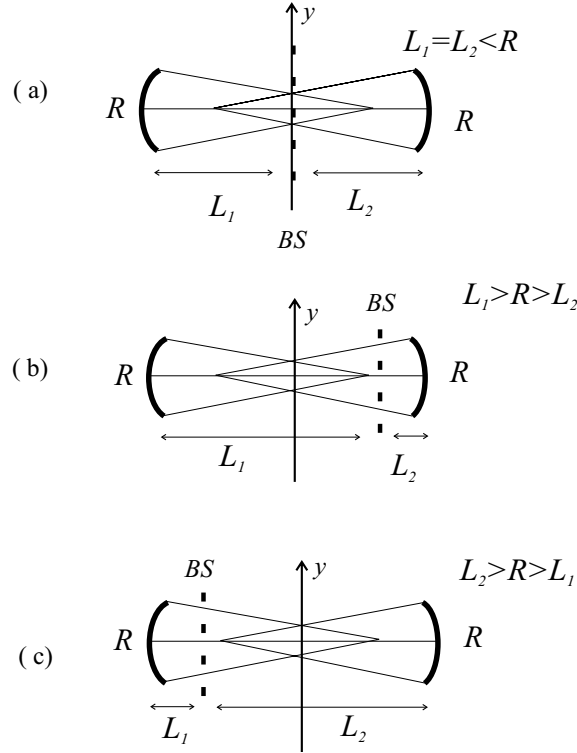 y
L₁=L₂<R
( a)
R
R
L₁
L₂
BS
BS
L₁>R>L₂
y
( b)
R
R
L₁
L₂
BS
y
L₂>R>L₁
( c)
R
R
L₁
L₂